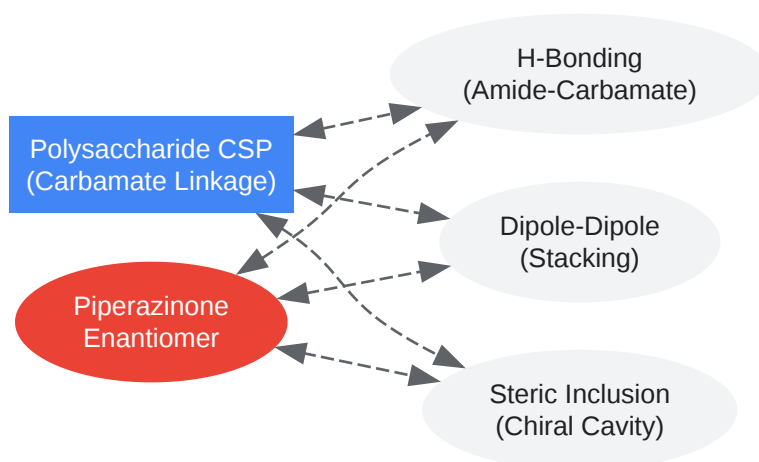 H-Bonding
(Amide-Carbamate)
Polysaccharide CSP
(Carbamate Linkage)
Dipole-Dipole
(Stacking)
Piperazinone
Enantiomer
Steric Inclusion
(Chiral Cavity)